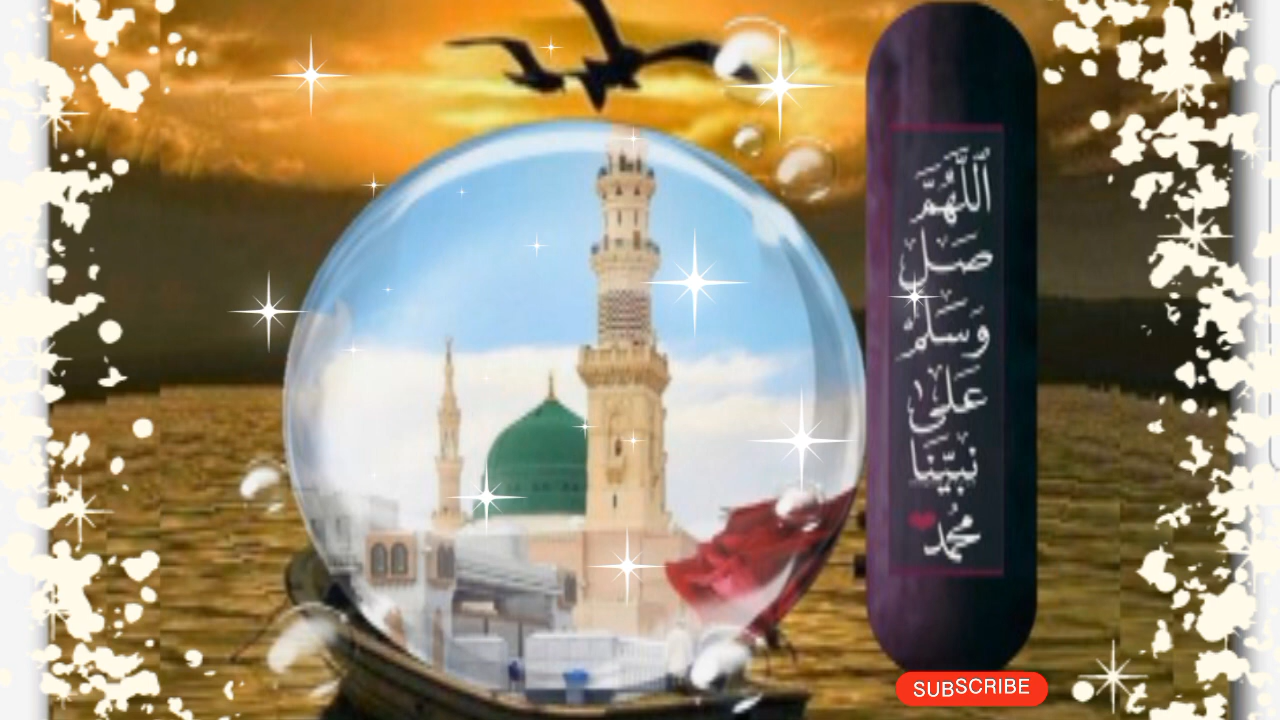 اللَّهُمَّ
صَلِّ
وَسَلِّمْ
عَلَى
نَبِيِّنَا
مُحَمَّد
SUBSCRIBE